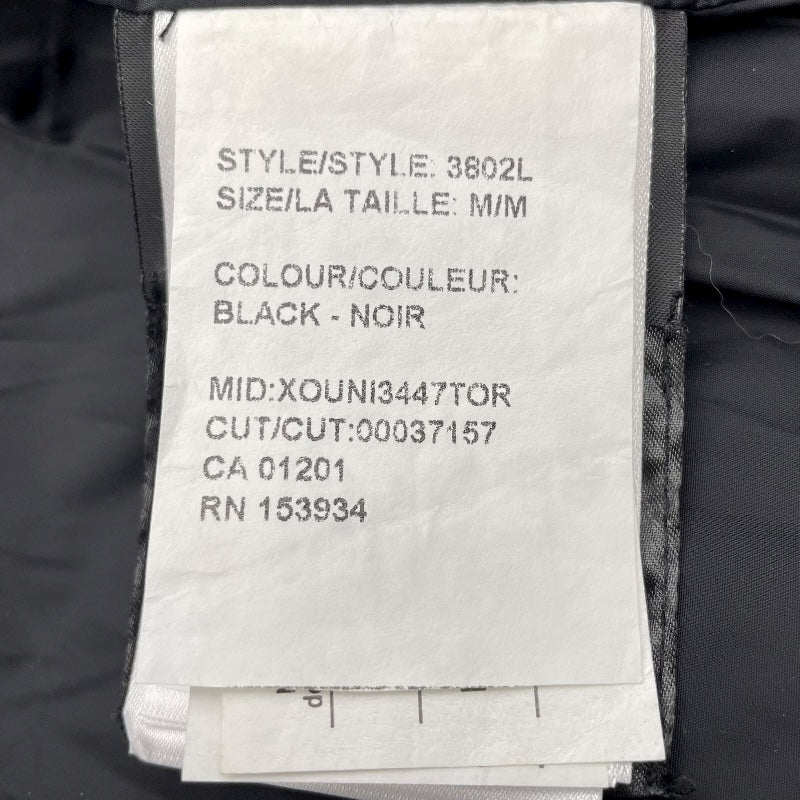 STYLE/STYLE: 3802L
SIZE/LA TAILLE: M/M
COLOUR/COULEUR:
BLACK - NOIR
MID:XOUNI3447TOR
CUT/CUT:00037157
CA 01201
RN 153934